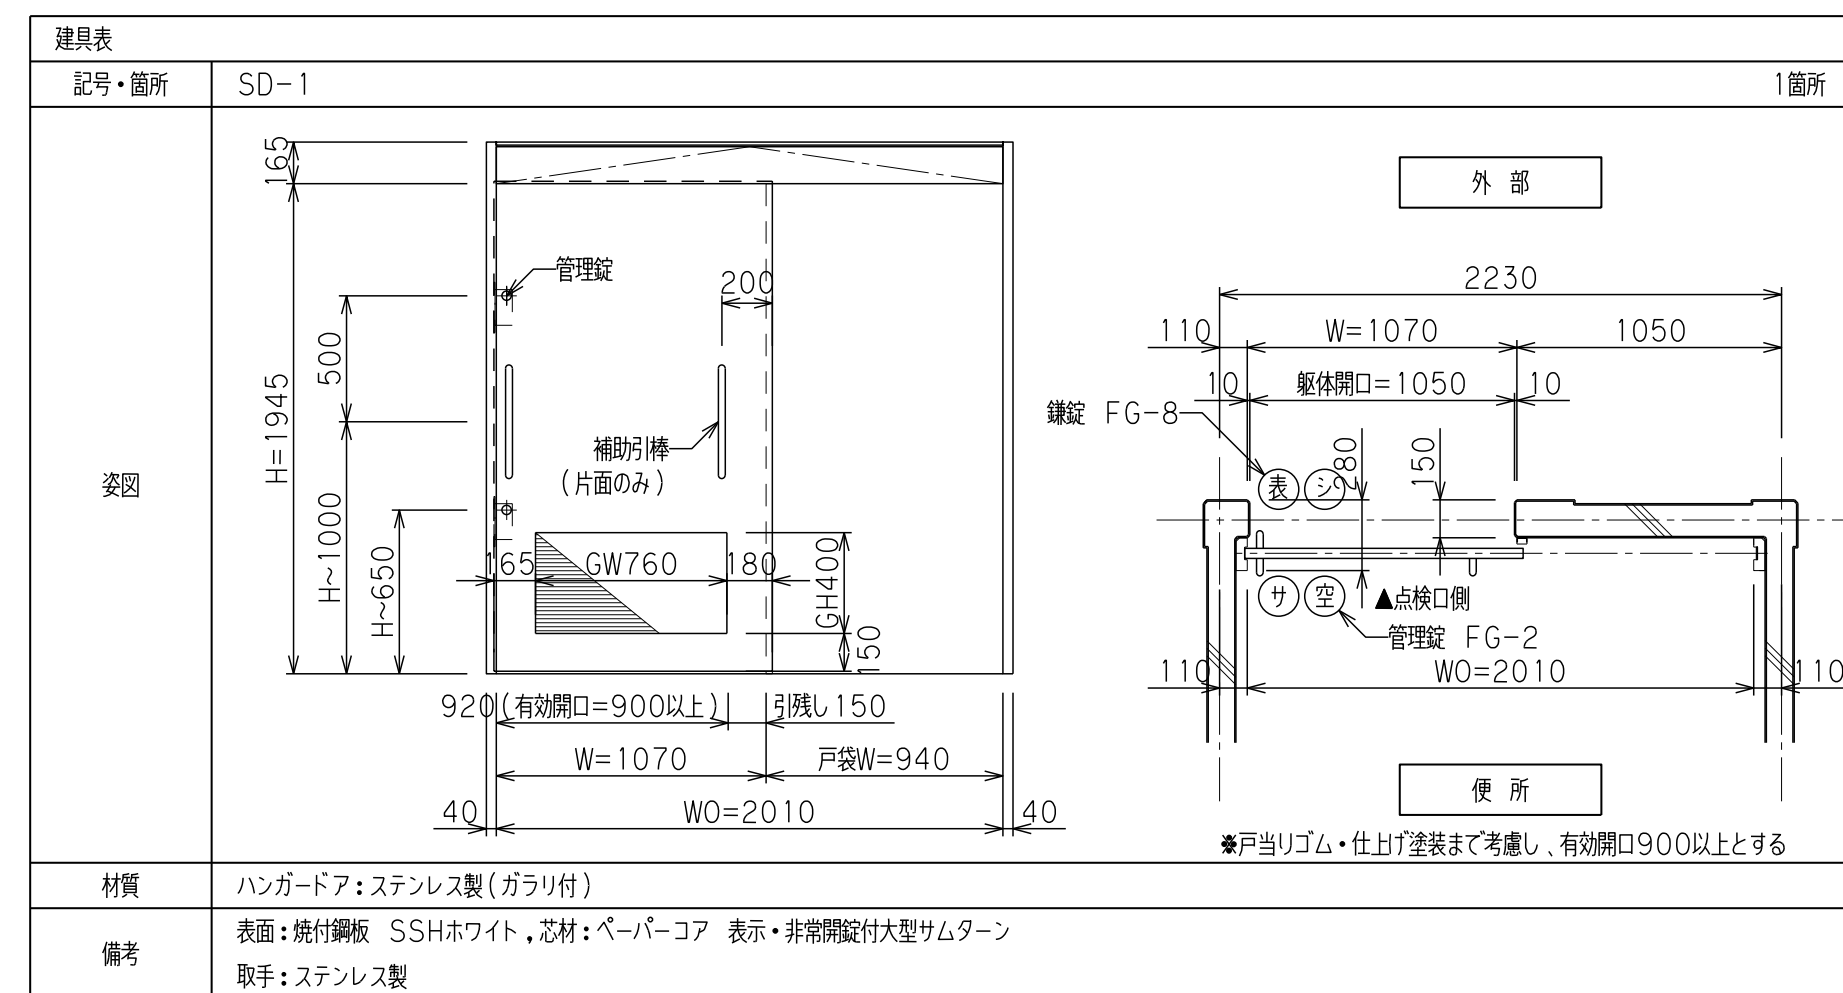 建具表
記号・箇所 SD-1 1箇所
姿図
165
H=1945
500
H~1000
H~650
管理錠
200
補助引棒
(片面のみ)
165 GW760 180
GH400
150
920(有効開口=900以上) 引残し150
W=1070 戸袋W=940
40 WO=2010 40
外 部
2230
110 W=1070 1050
10 躯体開口=1050 10
鎌錠 FG-8
280
150
表 シ
サ 空
▲点検口側
管理錠 FG-2
110 WO=2010 110
便 所
※戸当りゴム・仕上げ塗装まで考慮し、有効開口900以上とする
材質 ハンガードア:ステンレス製(ガラリ付)
備考
表面:焼付鋼板 SSHホワイト,芯材:ペーパーコア 表示・非常開錠付大型サムターン
取手:ステンレス製